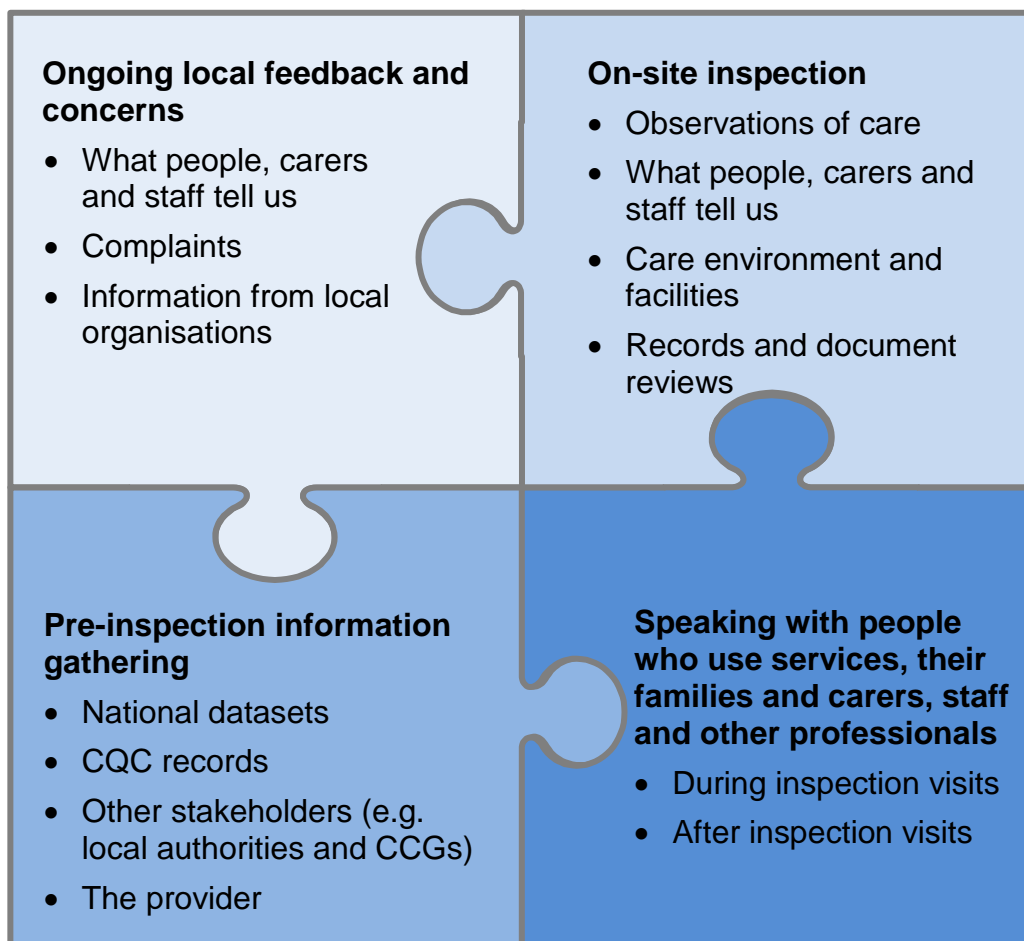 Ongoing local feedback and
concerns
• What people, carers
and staff tell us
• Complaints
• Information from local
organisations
On-site inspection
• Observations of care
• What people, carers and
staff tell us
• Care environment and
facilities
• Records and document
reviews
Pre-inspection information
gathering
• National datasets
• CQC records
• Other stakeholders (e.g.
local authorities and CCGs)
• The provider
Speaking with people
who use services, their
families and carers, staff
and other professionals
• During inspection visits
• After inspection visits